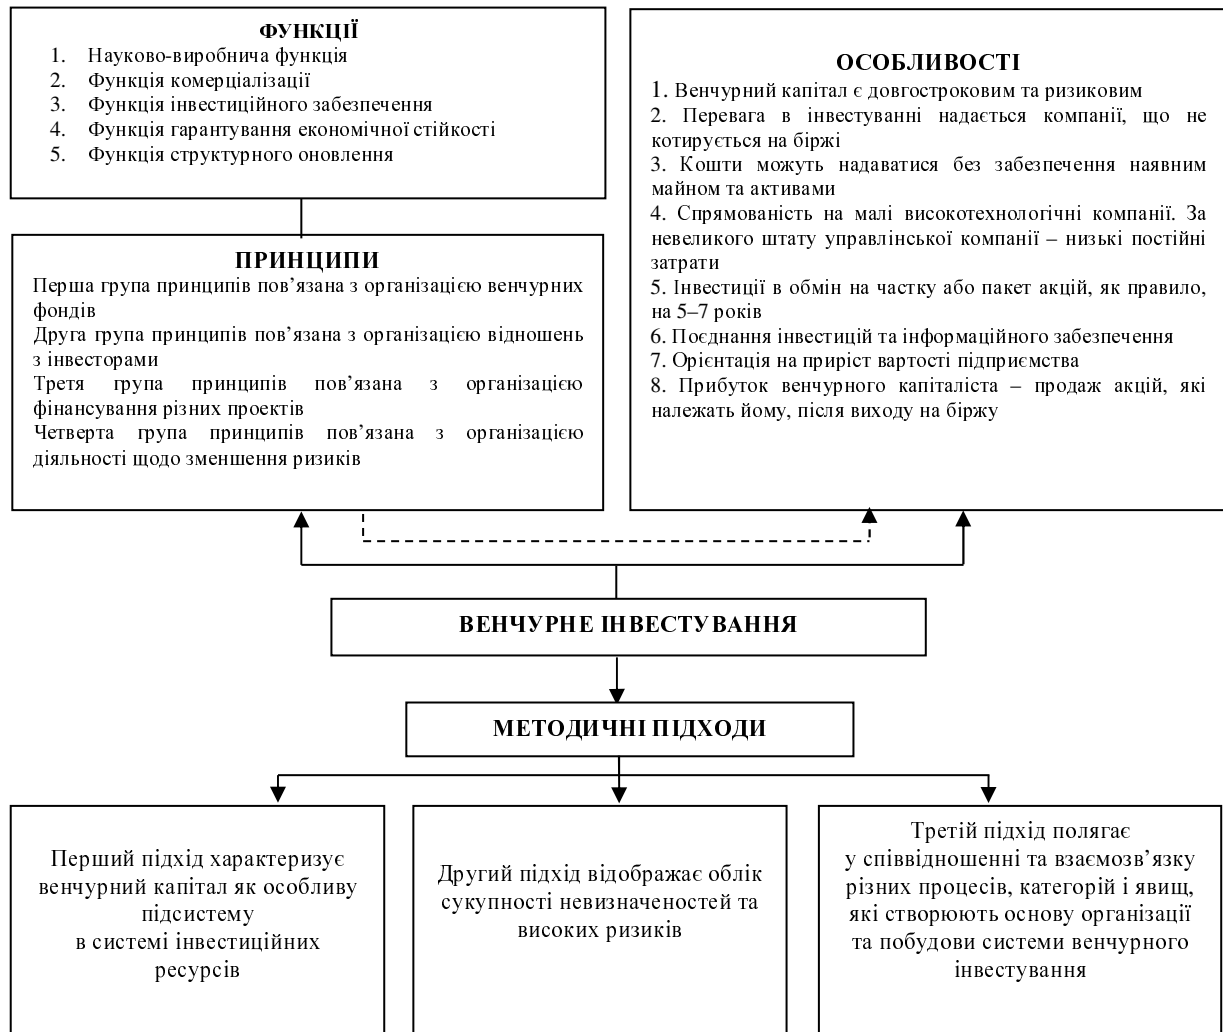 ФУНКЦІЇ
1. Науково-виробнича функція
2. Функція комерціалізації
3. Функція інвестиційного забезпечення
4. Функція гарантування економічної стійкості
5. Функція структурного оновлення
ПРИНЦИПИ
Перша група принципів пов’язана з організацією венчурних
фондів
Друга група принципів пов’язана з організацією відношень
з інвесторами
Третя група принципів пов’язана з організацією
фінансування різних проектів
Четверта група принципів пов’язана з організацією
діяльності щодо зменшення ризиків
ОСОБЛИВОСТІ
1. Венчурний капітал є довгостроковим та ризиковим
2. Перевага в інвестуванні надається компанії, що не
котирується на біржі
3. Кошти можуть надаватися без забезпечення наявним
майном та активами
4. Спрямованість на малі високотехнологічні компанії. За
невеликого штату управлінської компанії – низькі постійні
затрати
5. Інвестиції в обмін на частку або пакет акцій, як правило,
на 5–7 років
6. Поєднання інвестицій та інформаційного забезпечення
7. Орієнтація на приріст вартості підприємства
8. Прибуток венчурного капіталіста – продаж акцій, які
належать йому, після виходу на біржу
ВЕНЧУРНЕ ІНВЕСТУВАННЯ
МЕТОДИЧНІ ПІДХОДИ
Перший підхід характеризує
венчурний капітал як особливу
підсистему
в системі інвестиційних
ресурсів
Другий підхід відображає облік
сукупності невизначеностей та
високих ризиків
Третій підхід полягає
у співвідношенні та взаємозв’язку
різних процесів, категорій і явищ,
які створюють основу організації
та побудови системи венчурного
інвестування